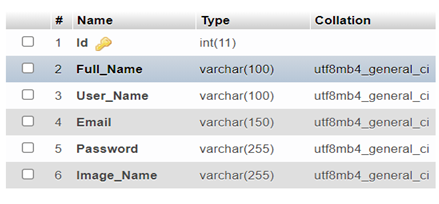 # Name Type Collation
1 Id int(11)
2 Full_Name varchar(100) utf8mb4_general_ci
3 User_Name varchar(100) utf8mb4_general_ci
4 Email varchar(150) utf8mb4_general_ci
5 Password varchar(255) utf8mb4_general_ci
6 Image_Name varchar(255) utf8mb4_general_ci